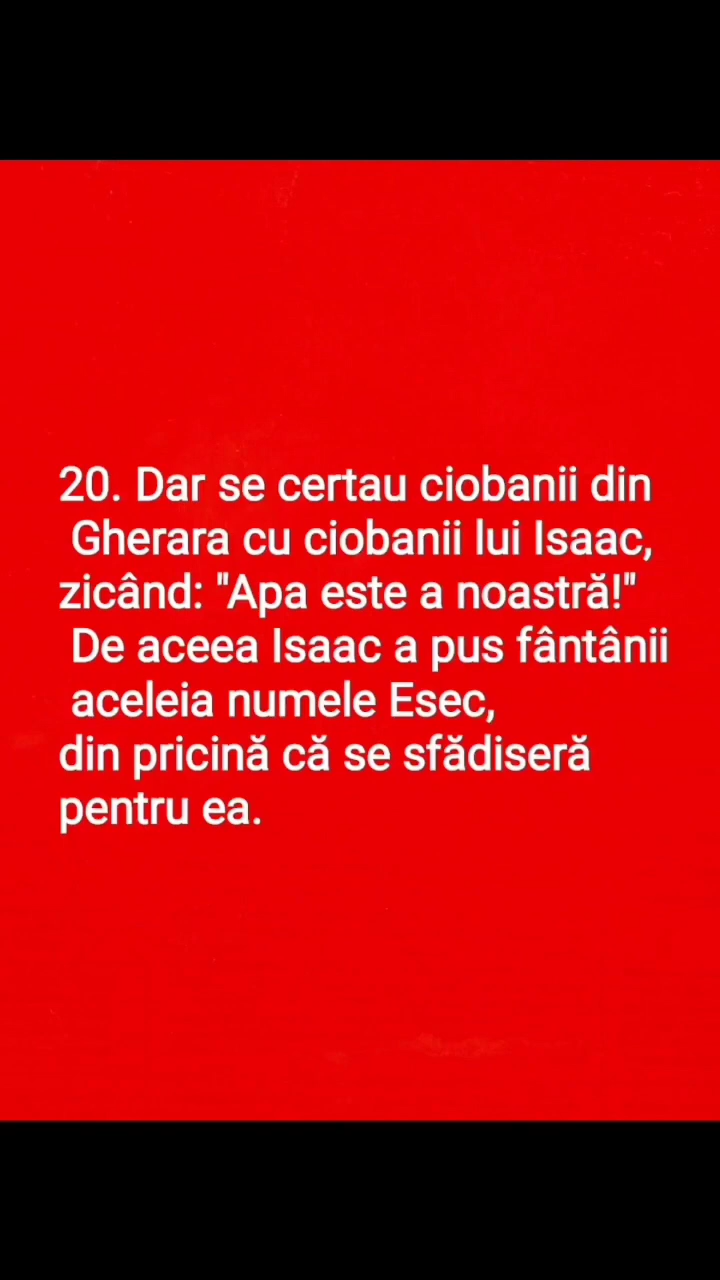 20. Dar se certau ciobanii din
Gherara cu ciobanii lui Isaac,
zicând: "Apa este a noastră!"
De aceea Isaac a pus fântânii
aceleia numele Esec,
din pricină că se sfădiseră
pentru ea.